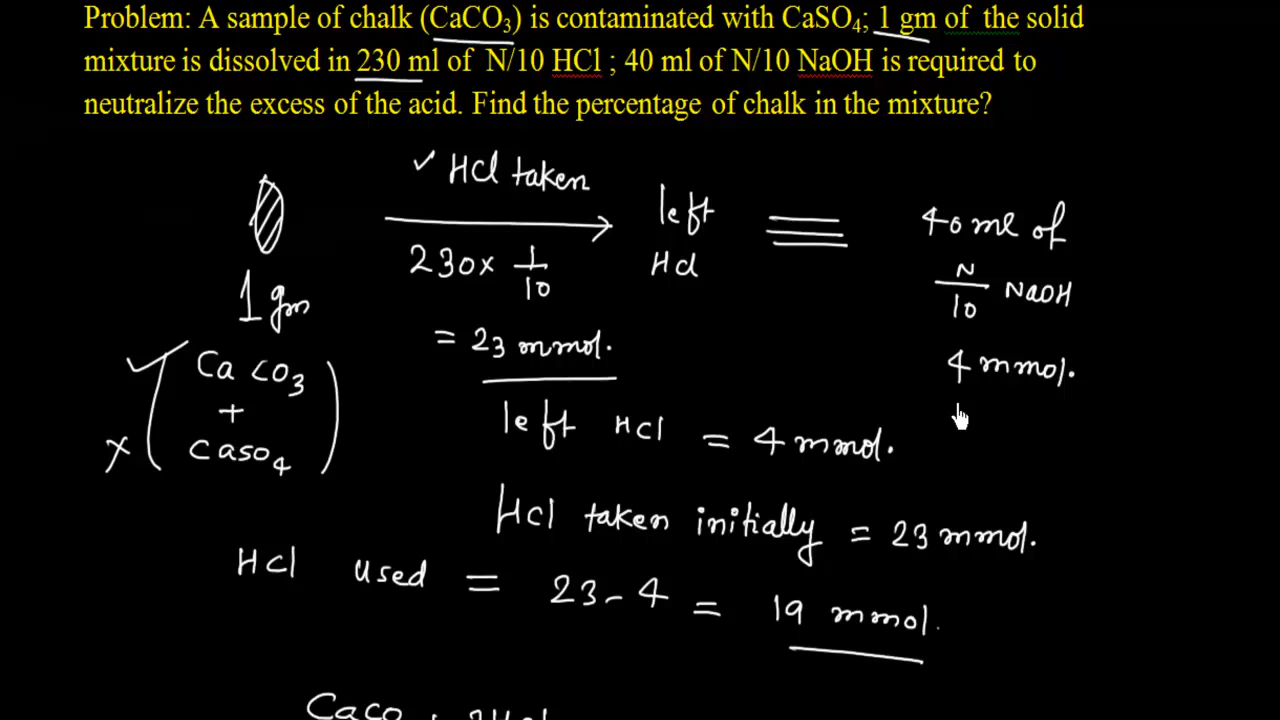 Problem: A sample of chalk (CaCO₃) is contaminated with CaSO₄; 1 gm of the solid
mixture is dissolved in 230 ml of N/10 HCl ; 40 ml of N/10 NaOH is required to
neutralize the excess of the acid. Find the percentage of chalk in the mixture?
✓ HCl taken
230 x 1/10
= 23 mmol.
left
HCl
≡
40 ml of
N/10 NaOH
4 mmol.
1 gm
✓ CaCO3
+
x CaSO4
left HCl = 4 mmol.
HCl taken initially = 23 mmol.
HCl used = 23 - 4 = 19 mmol.